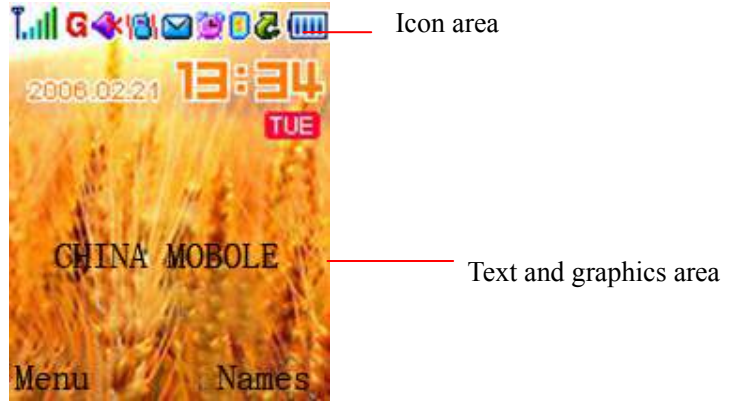 Icon area
G
2006.02.21 13:34
TUE
CHINA MOBOLE
Text and graphics area
Menu Names